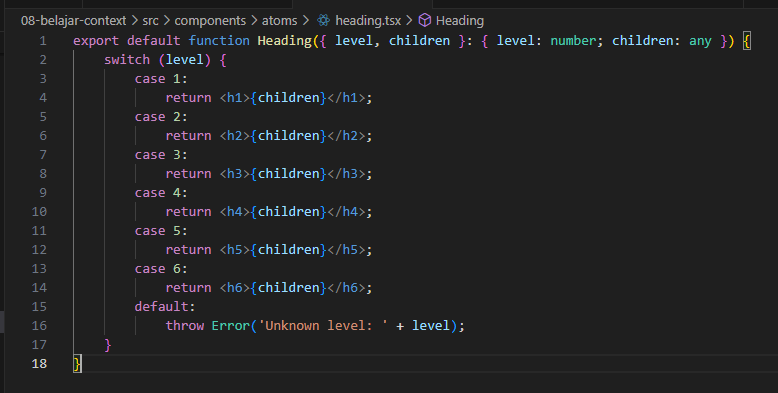 08-belajar-context > src > components > atoms > heading.tsx > Heading
1 export default function Heading({ level, children }: { level: number; children: any }) {
2     switch (level) {
3         case 1:
4             return <h1>{children}</h1>;
5         case 2:
6             return <h2>{children}</h2>;
7         case 3:
8             return <h3>{children}</h3>;
9         case 4:
10             return <h4>{children}</h4>;
11         case 5:
12             return <h5>{children}</h5>;
13         case 6:
14             return <h6>{children}</h6>;
15         default:
16             throw Error('Unknown level: ' + level);
17     }
18 }